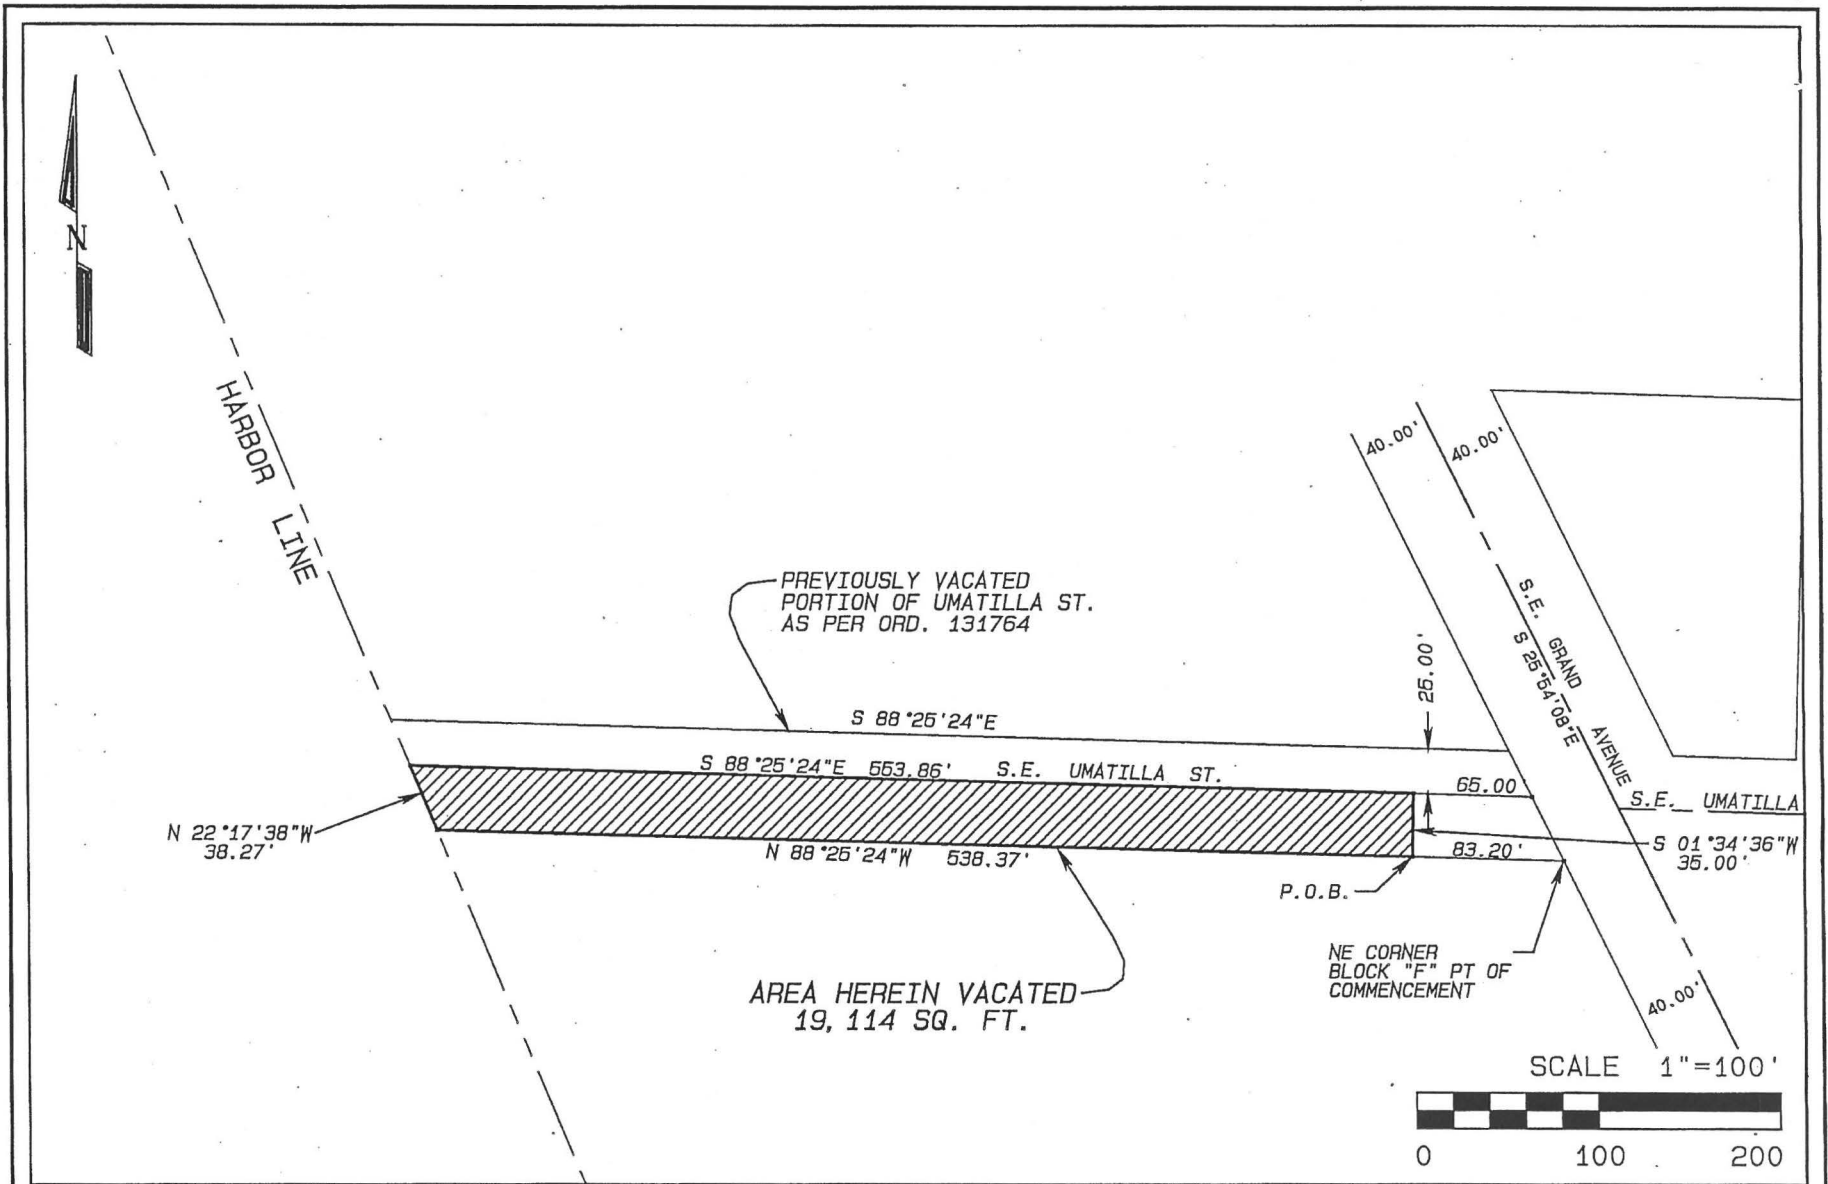 N
HARBOR LINE
40.00'
40.00'
PREVIOUSLY VACATED
PORTION OF UMATILLA ST.
AS PER ORD. 131764
25.00'
S.E. GRAND AVENUE
S 25°54'08"E
S 88°25'24"E
S 88°25'24"E 553.86' S.E. UMATILLA ST.
65.00
S.E. UMATILLA
N 22°17'38"W
38.27'
N 88°25'24"W 538.37'
83.20'
S 01°34'36"W
35.00'
P.O.B.
NE CORNER
BLOCK "F" PT OF
COMMENCEMENT
AREA HEREIN VACATED
19,114 SQ. FT.
40.00'
SCALE 1"=100'
0 100 200